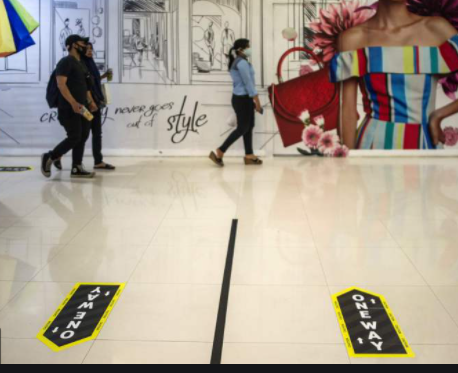 never goes
out of
style
ONE WAY
ONE WAY